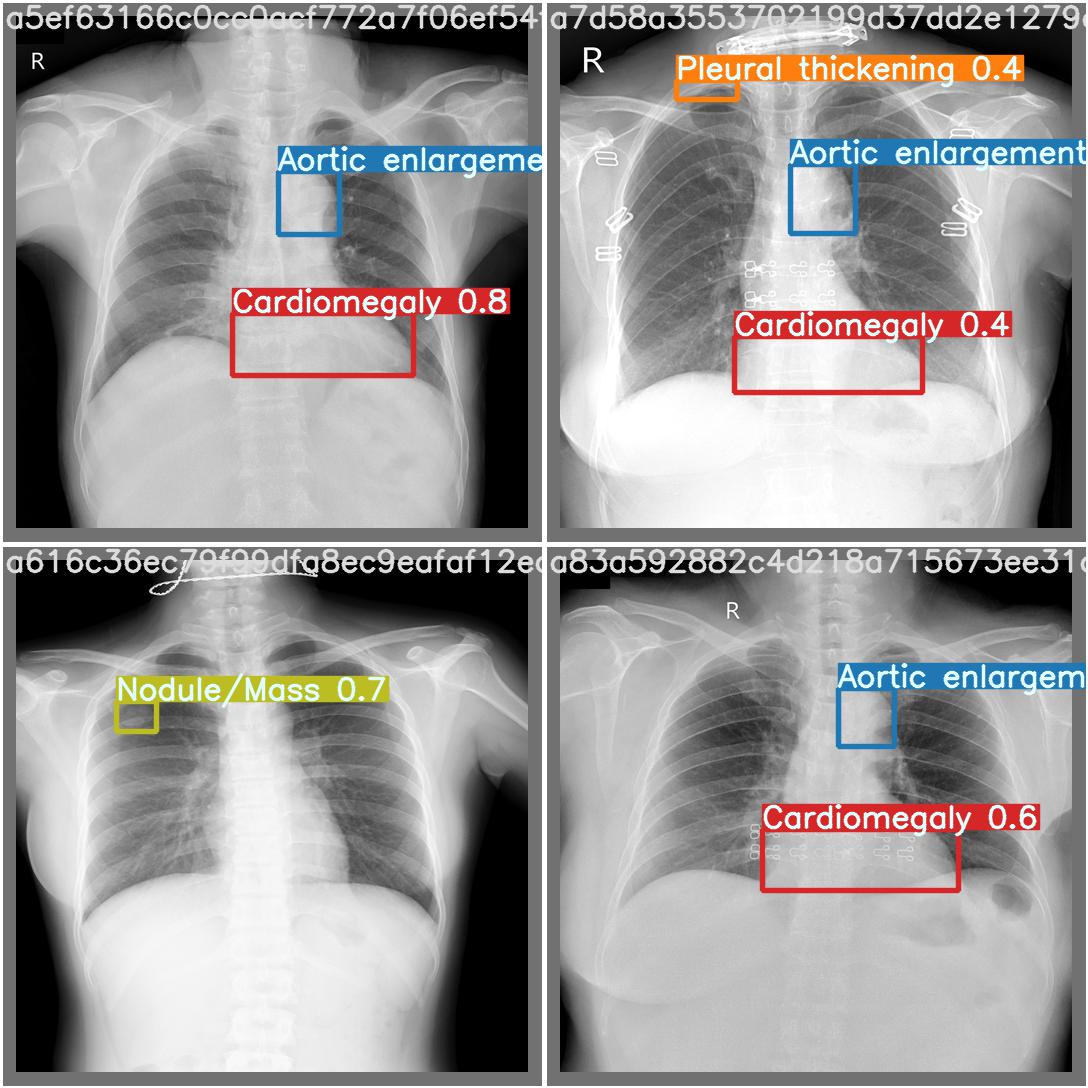 a5ef63166c0cc0acf772a7f06ef54
R
Aortic enlargeme
Cardiomegaly 0.8
a7d58a3553702199d37dd2e1279
R
Pleural thickening 0.4
Aortic enlargement
Cardiomegaly 0.4
a616c36ec79f99dfa8ec9eafaf12e
Nodule/Mass 0.7
a83a592882c4d218a715673ee31
R
Aortic enlargem
Cardiomegaly 0.6